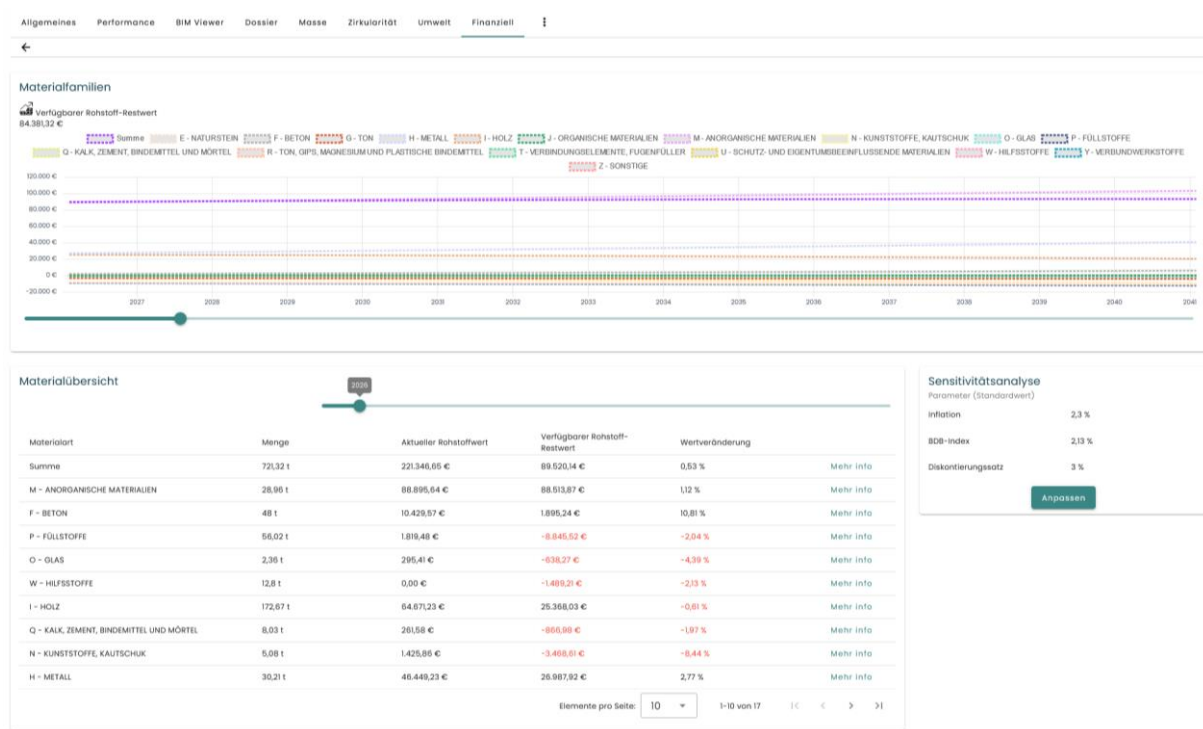 Allgemeines Performance BIM Viewer Dossier Masse Zirkularität Umwelt Finanziell
Materialfamilien
Verfügbarer Rohstoff-Restwert
84.381,32 €
Summe E - NATURSTEIN F - BETON G - TON H - METALL I - HOLZ J - ORGANISCHE MATERIALIEN M - ANORGANISCHE MATERIALIEN N - KUNSTSTOFFE, KAUTSCHUK O - GLAS P - FÜLLSTOFFE
Q - KALK, ZEMENT, BINDEMITTEL UND MÖRTEL R - TON, GIPS, MAGNESIUM UND PLASTISCHE BINDEMITTEL T - VERBINDUNGSELEMENTE, FUGENFÜLLER U - SCHUTZ- UND EIGENTUMSBEEINFLUSSENDE MATERIALIEN W - HILFSSTOFFE Y - VERBUNDWERKSTOFFE
Z - SONSTIGE
120.000 €
100.000 €
80.000 €
60.000 €
40.000 €
20.000 €
0 €
-20.000 €
2027 2028 2029 2030 2031 2032 2033 2034 2035 2036 2037 2038 2039 2040 204
Materialübersicht
2026
Materialart Menge Aktueller Rohstoffwert Verfügbarer Rohstoff-Restwert Wertveränderung
Summe 721,32 t 221.346,65 € 89.520,14 € 0,53 % Mehr info
M - ANORGANISCHE MATERIALIEN 28,96 t 88.895,64 € 88.513,87 € 1,12 % Mehr info
F - BETON 48 t 10.429,57 € 1.895,24 € 10,81 % Mehr info
P - FÜLLSTOFFE 56,02 t 1.819,48 € -8.845,52 € -2,04 % Mehr info
O - GLAS 2,36 t 295,41 € -638,27 € -4,39 % Mehr info
W - HILFSSTOFFE 12,8 t 0,00 € -1.489,21 € -2,13 % Mehr info
I - HOLZ 172,67 t 64.671,23 € 25.368,03 € -0,61 % Mehr info
Q - KALK, ZEMENT, BINDEMITTEL UND MÖRTEL 8,03 t 261,58 € -866,98 € -1,97 % Mehr info
N - KUNSTSTOFFE, KAUTSCHUK 5,08 t 1.425,86 € -3.468,61 € -8,44 % Mehr info
H - METALL 30,21 t 46.449,23 € 26.987,92 € 2,77 % Mehr info
Elemente pro Seite: 10 1-10 von 17
Sensitivitätsanalyse
Parameter (Standardwert)
Inflation 2,3 %
BDB-Index 2,13 %
Diskontierungssatz 3 %
Anpassen